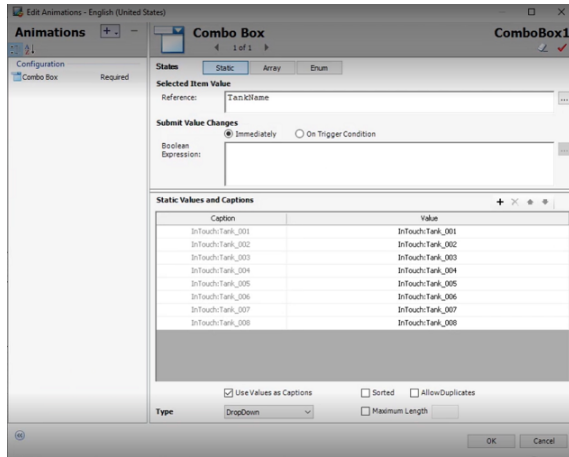 Edit Animations - English (United States)
Animations
Configuration
Combo Box Required
Combo Box
ComboBox1
1 of 1
States Static Array Enum
Selected Item Value
Reference: TankName
Submit Value Changes
Immediately On Trigger Condition
Boolean
Expression:
Static Values and Captions
Caption Value
InTouch:Tank_001 InTouch:Tank_001
InTouch:Tank_002 InTouch:Tank_002
InTouch:Tank_003 InTouch:Tank_003
InTouch:Tank_004 InTouch:Tank_004
InTouch:Tank_005 InTouch:Tank_005
InTouch:Tank_006 InTouch:Tank_006
InTouch:Tank_007 InTouch:Tank_007
InTouch:Tank_008 InTouch:Tank_008
Use Values as Captions Sorted AllowDuplicates
Type DropDown Maximum Length
OK Cancel